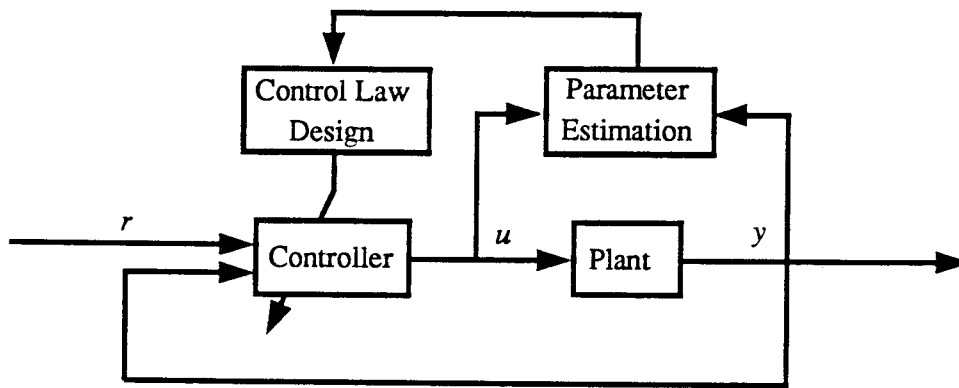 Control Law
Design
Parameter
Estimation
r
Controller
u
Plant
y